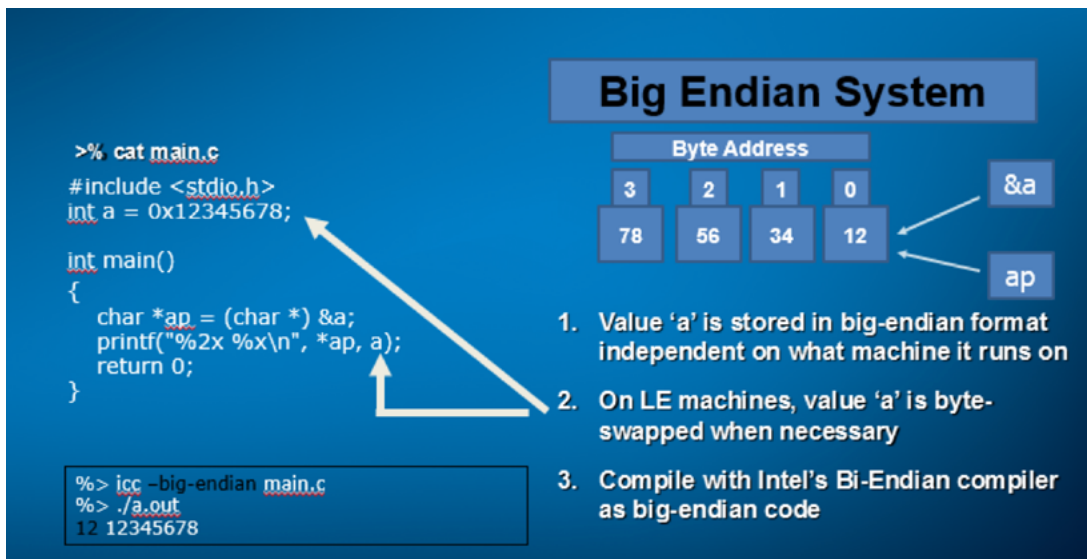 Big Endian System
>% cat main.c
#include <stdio.h>
int a = 0x12345678;
int main()
{
char *ap = (char *) &a;
printf("%2x %x\n", *ap, a);
return 0;
}
%> icc –big-endian main.c
%> ./a.out
12 12345678
Byte Address
3 2 1 0
78 56 34 12
&a
ap
1. Value ‘a’ is stored in big-endian format
independent on what machine it runs on
2. On LE machines, value ‘a’ is byte-
swapped when necessary
3. Compile with Intel’s Bi-Endian compiler
as big-endian code